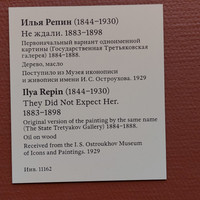 Илья Репин (1844–1930)
Не ждали. 1883–1898
Первоначальный вариант одноименной
картины (Государственная Третьяковская
галерея) 1884–1888.
Дерево, масло
Поступило из Музея иконописи
и живописи имени И. С. Остроухова. 1929
Ilya Repin (1844–1930)
They Did Not Expect Her.
1883–1898
Original version of the painting by the same name
(The State Tretyakov Gallery) 1884–1888.
Oil on wood
Received from the I.S. Ostroukhov Museum
of Icons and Paintings. 1929
Инв. 11162